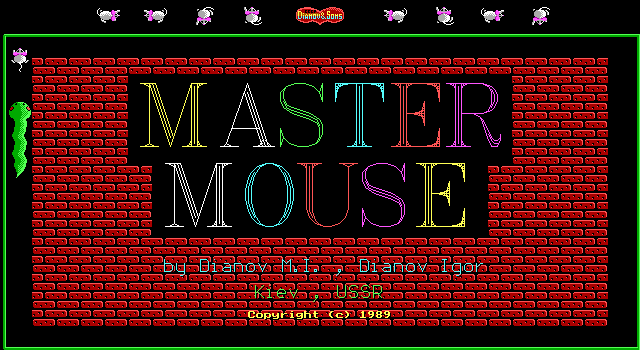 Dianov & Sons
MASTER
MOUSE
by Dianov M.I. , Dianov Igor
Kiev , USSR
Copyright (c) 1989